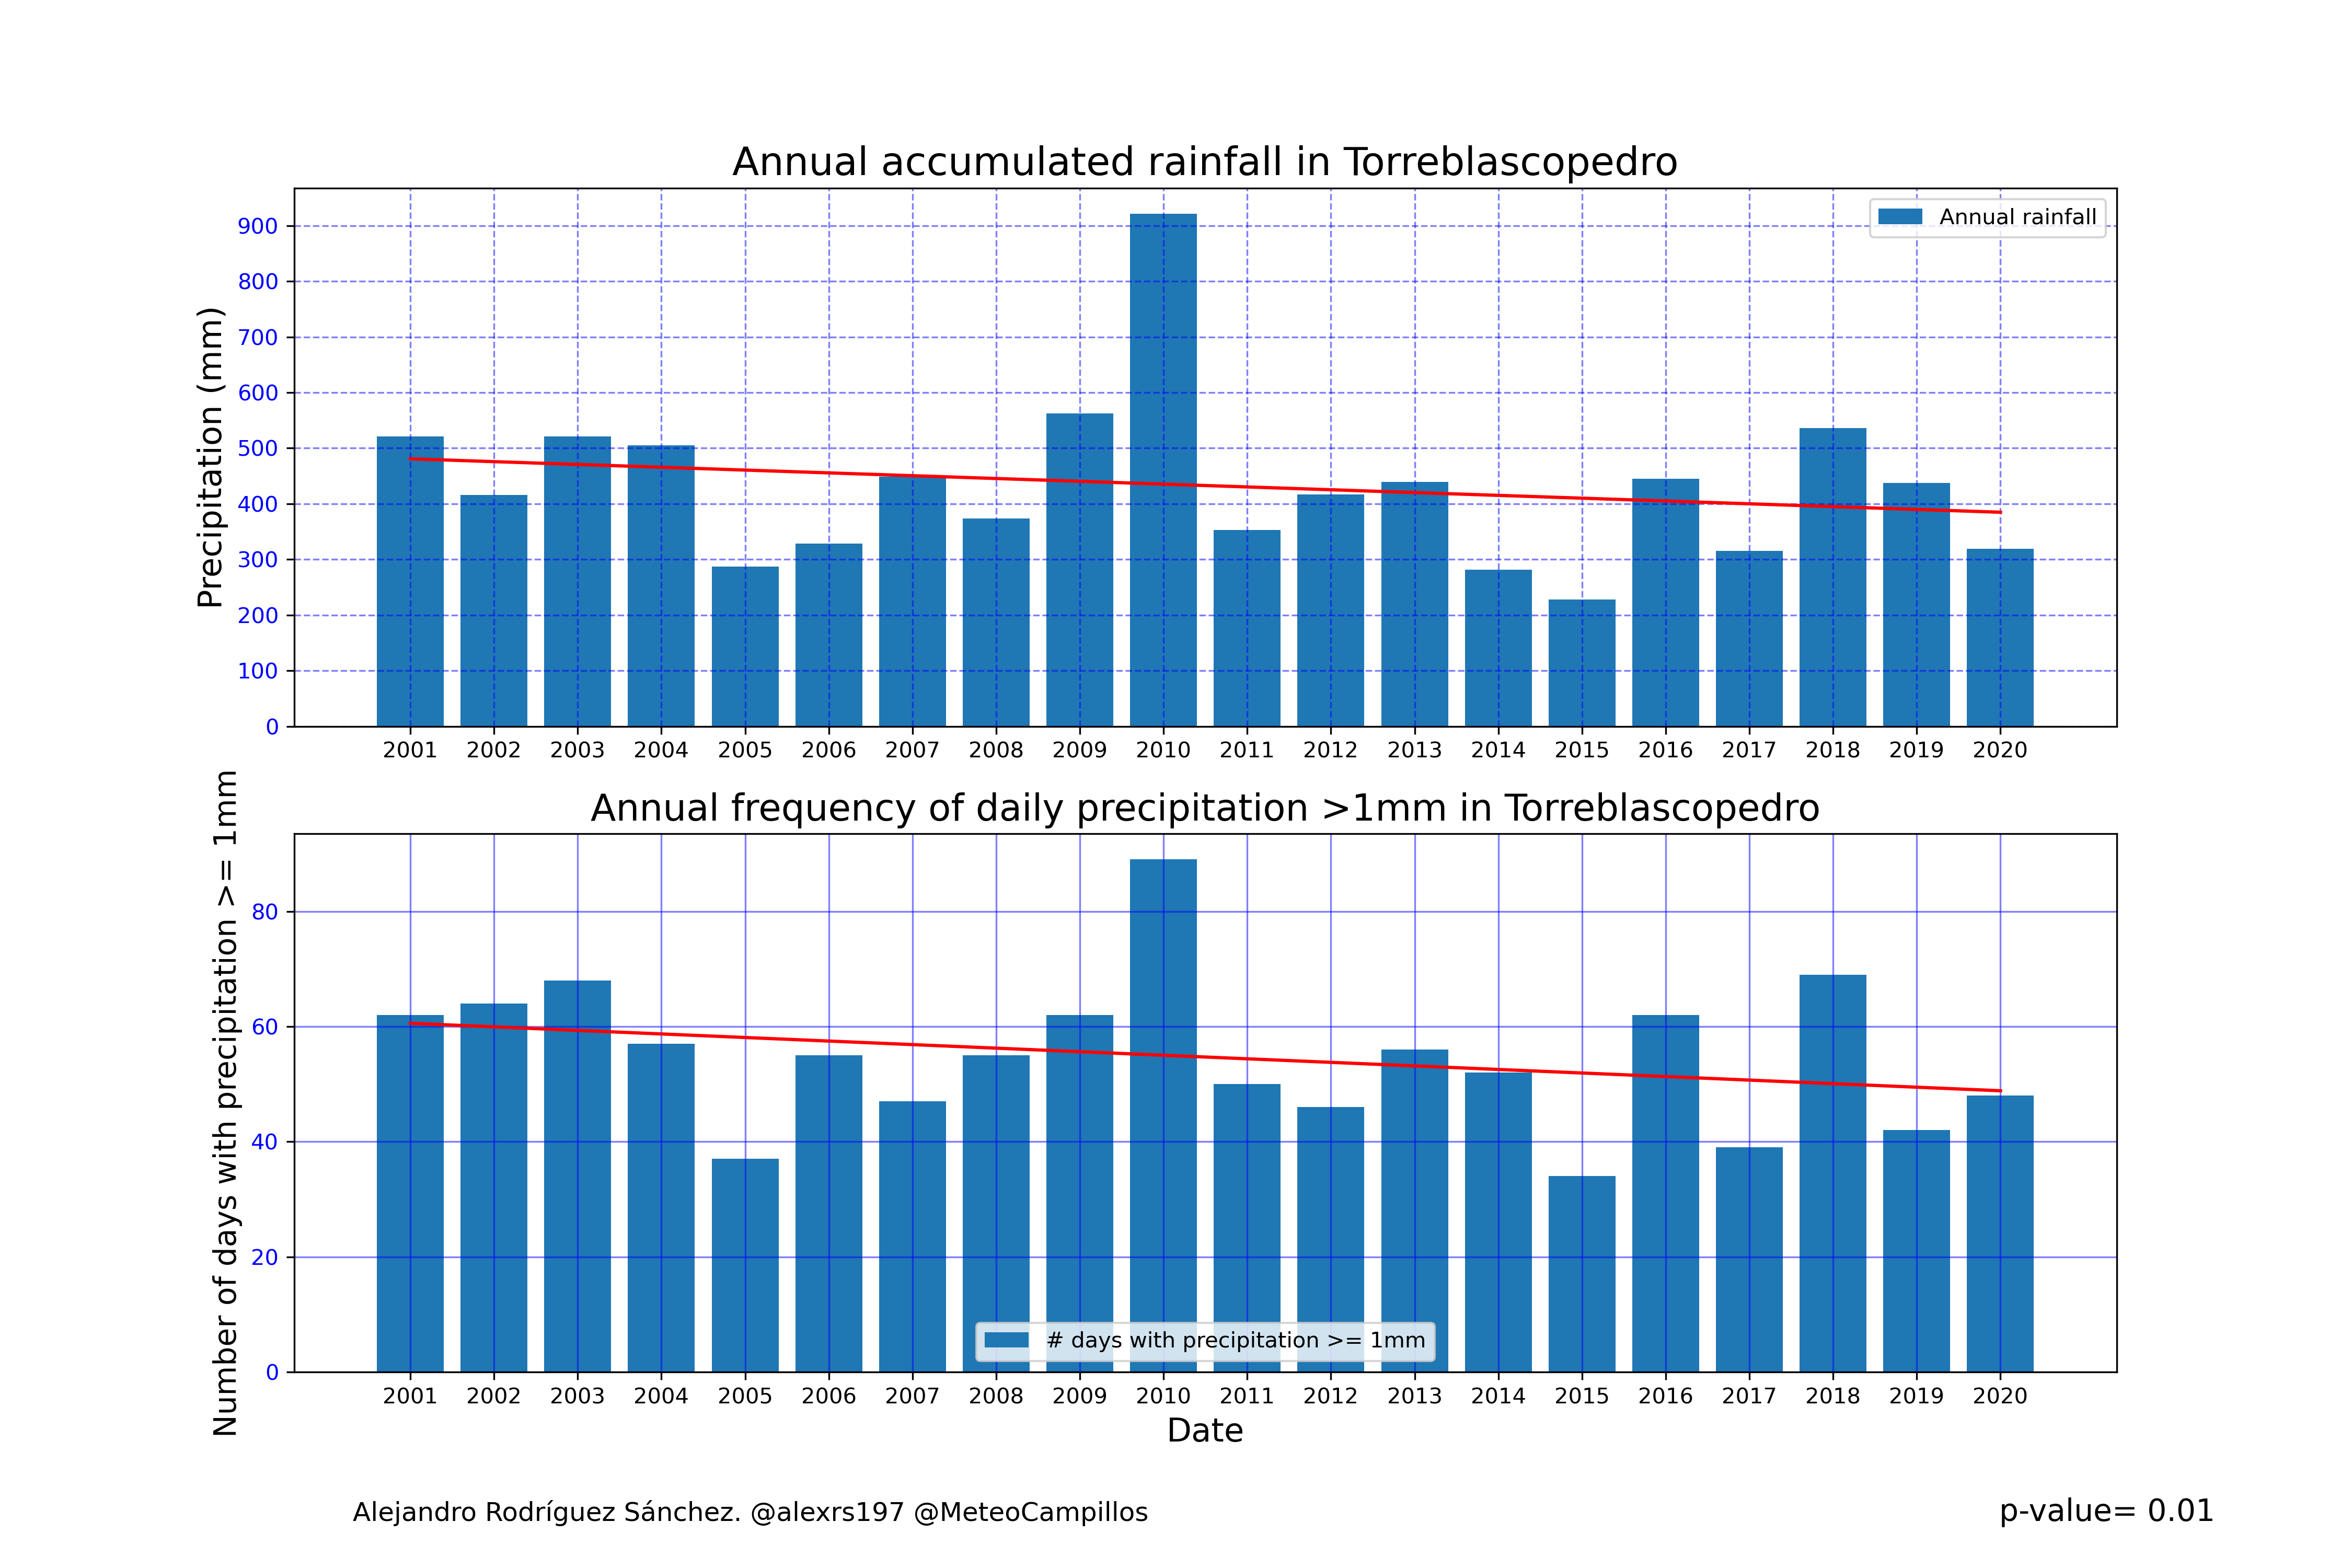 Annual accumulated rainfall in Torreblascopedro
Precipitation (mm)
900
800
700
600
500
400
300
200
100
0
Annual rainfall
2001 2002 2003 2004 2005 2006 2007 2008 2009 2010 2011 2012 2013 2014 2015 2016 2017 2018 2019 2020
Annual frequency of daily precipitation >1mm in Torreblascopedro
Number of days with precipitation >= 1mm
80
60
40
20
0
# days with precipitation >= 1mm
2001 2002 2003 2004 2005 2006 2007 2008 2009 2010 2011 2012 2013 2014 2015 2016 2017 2018 2019 2020
Date
Alejandro Rodríguez Sánchez. @alexrs197 @MeteoCampillos
p-value= 0.01